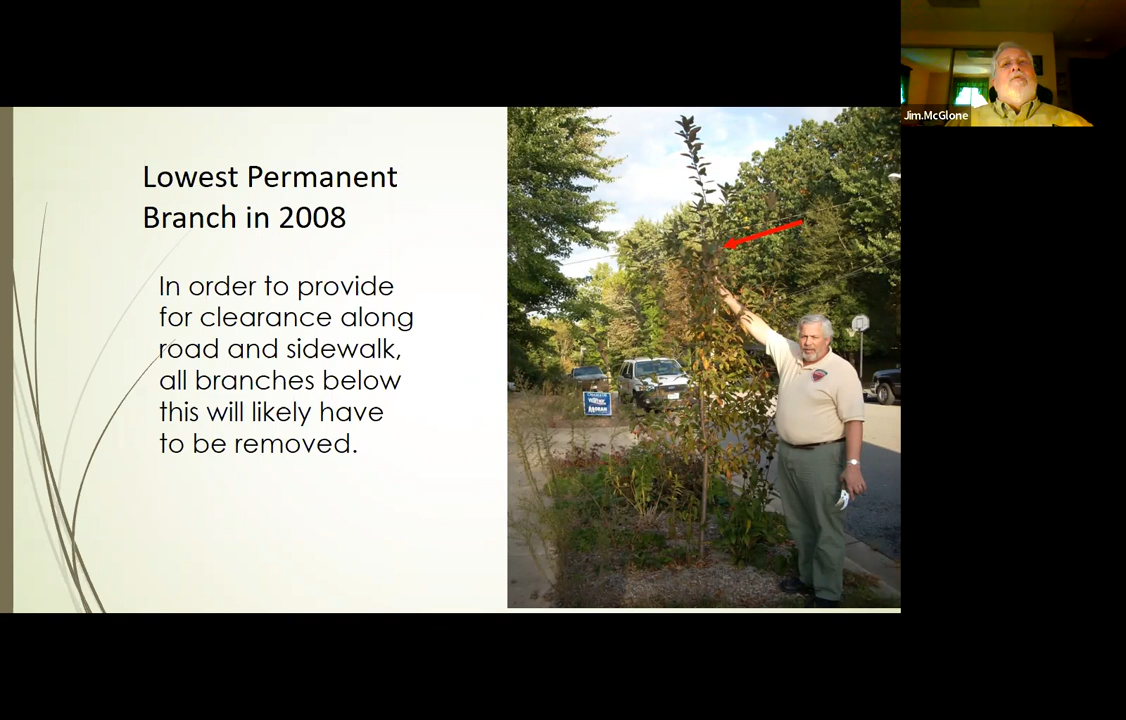 Jim.McGlone
Lowest Permanent
Branch in 2008
In order to provide
for clearance along
road and sidewalk,
all branches below
this will likely have
to be removed.